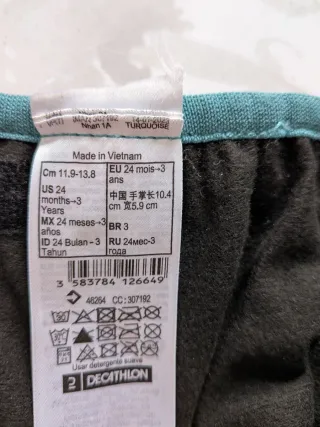 307192
Nhan 1A
TURQUOISE
Made in Vietnam
Cm 11.9-13.8
EU 24 mois→3
ans
US 24
months→3
Years
中国 手掌长10.4
cm 宽5.9 cm
MX 24 meses→3
años
BR 3
ID 24 Bulan→3
Tahun
RU 24мес-3
года
3 583784 126649
46264 CC:307192
Usar detergente suave
DECATHLON